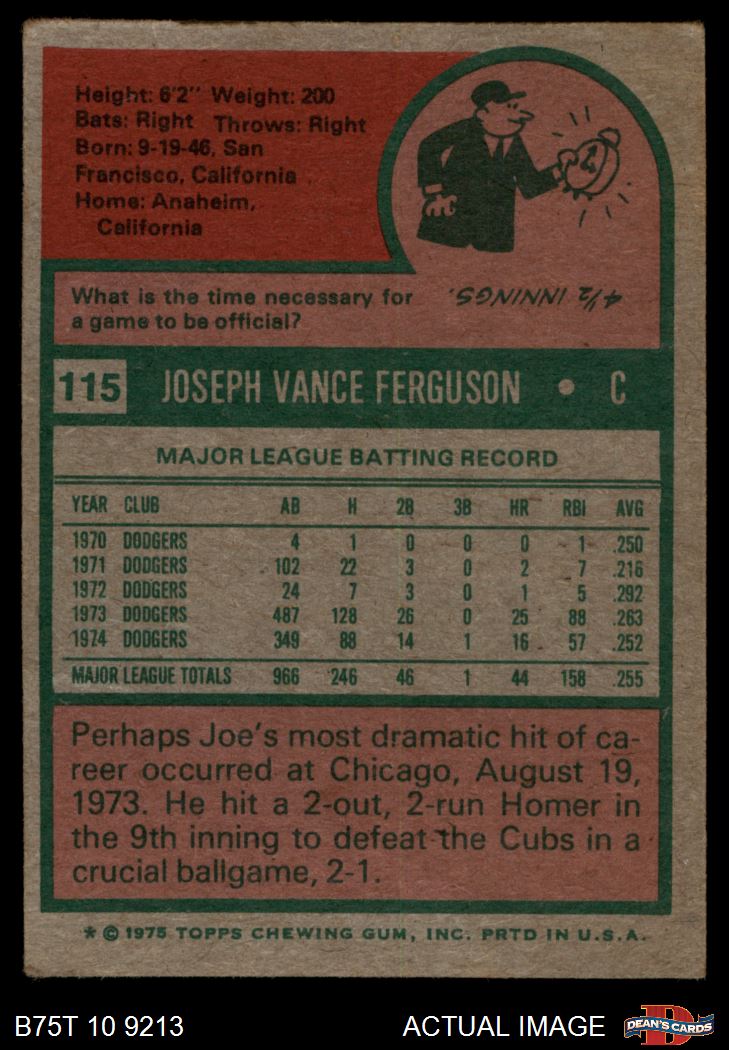 Height: 6'2" Weight: 200
Bats: Right Throws: Right
Born: 9-19-46, San
Francisco, California
Home: Anaheim,
California
What is the time necessary for
a game to be official?
4½ INNINGS.
115 JOSEPH VANCE FERGUSON • C
MAJOR LEAGUE BATTING RECORD
YEAR CLUB AB H 2B 3B HR RBI AVG
1970 DODGERS 4 1 0 0 0 1 .250
1971 DODGERS 102 22 3 0 2 7 .216
1972 DODGERS 24 7 3 0 1 5 .292
1973 DODGERS 487 128 26 0 25 88 .263
1974 DODGERS 349 88 14 1 16 57 .252
MAJOR LEAGUE TOTALS 966 246 46 1 44 158 .255
Perhaps Joe's most dramatic hit of ca-
reer occurred at Chicago, August 19,
1973. He hit a 2-out, 2-run Homer in
the 9th inning to defeat the Cubs in a
crucial ballgame, 2-1.
* © 1975 TOPPS CHEWING GUM, INC. PRTD IN U.S.A.
B75T 10 9213 ACTUAL IMAGE D DEAN'S CARDS